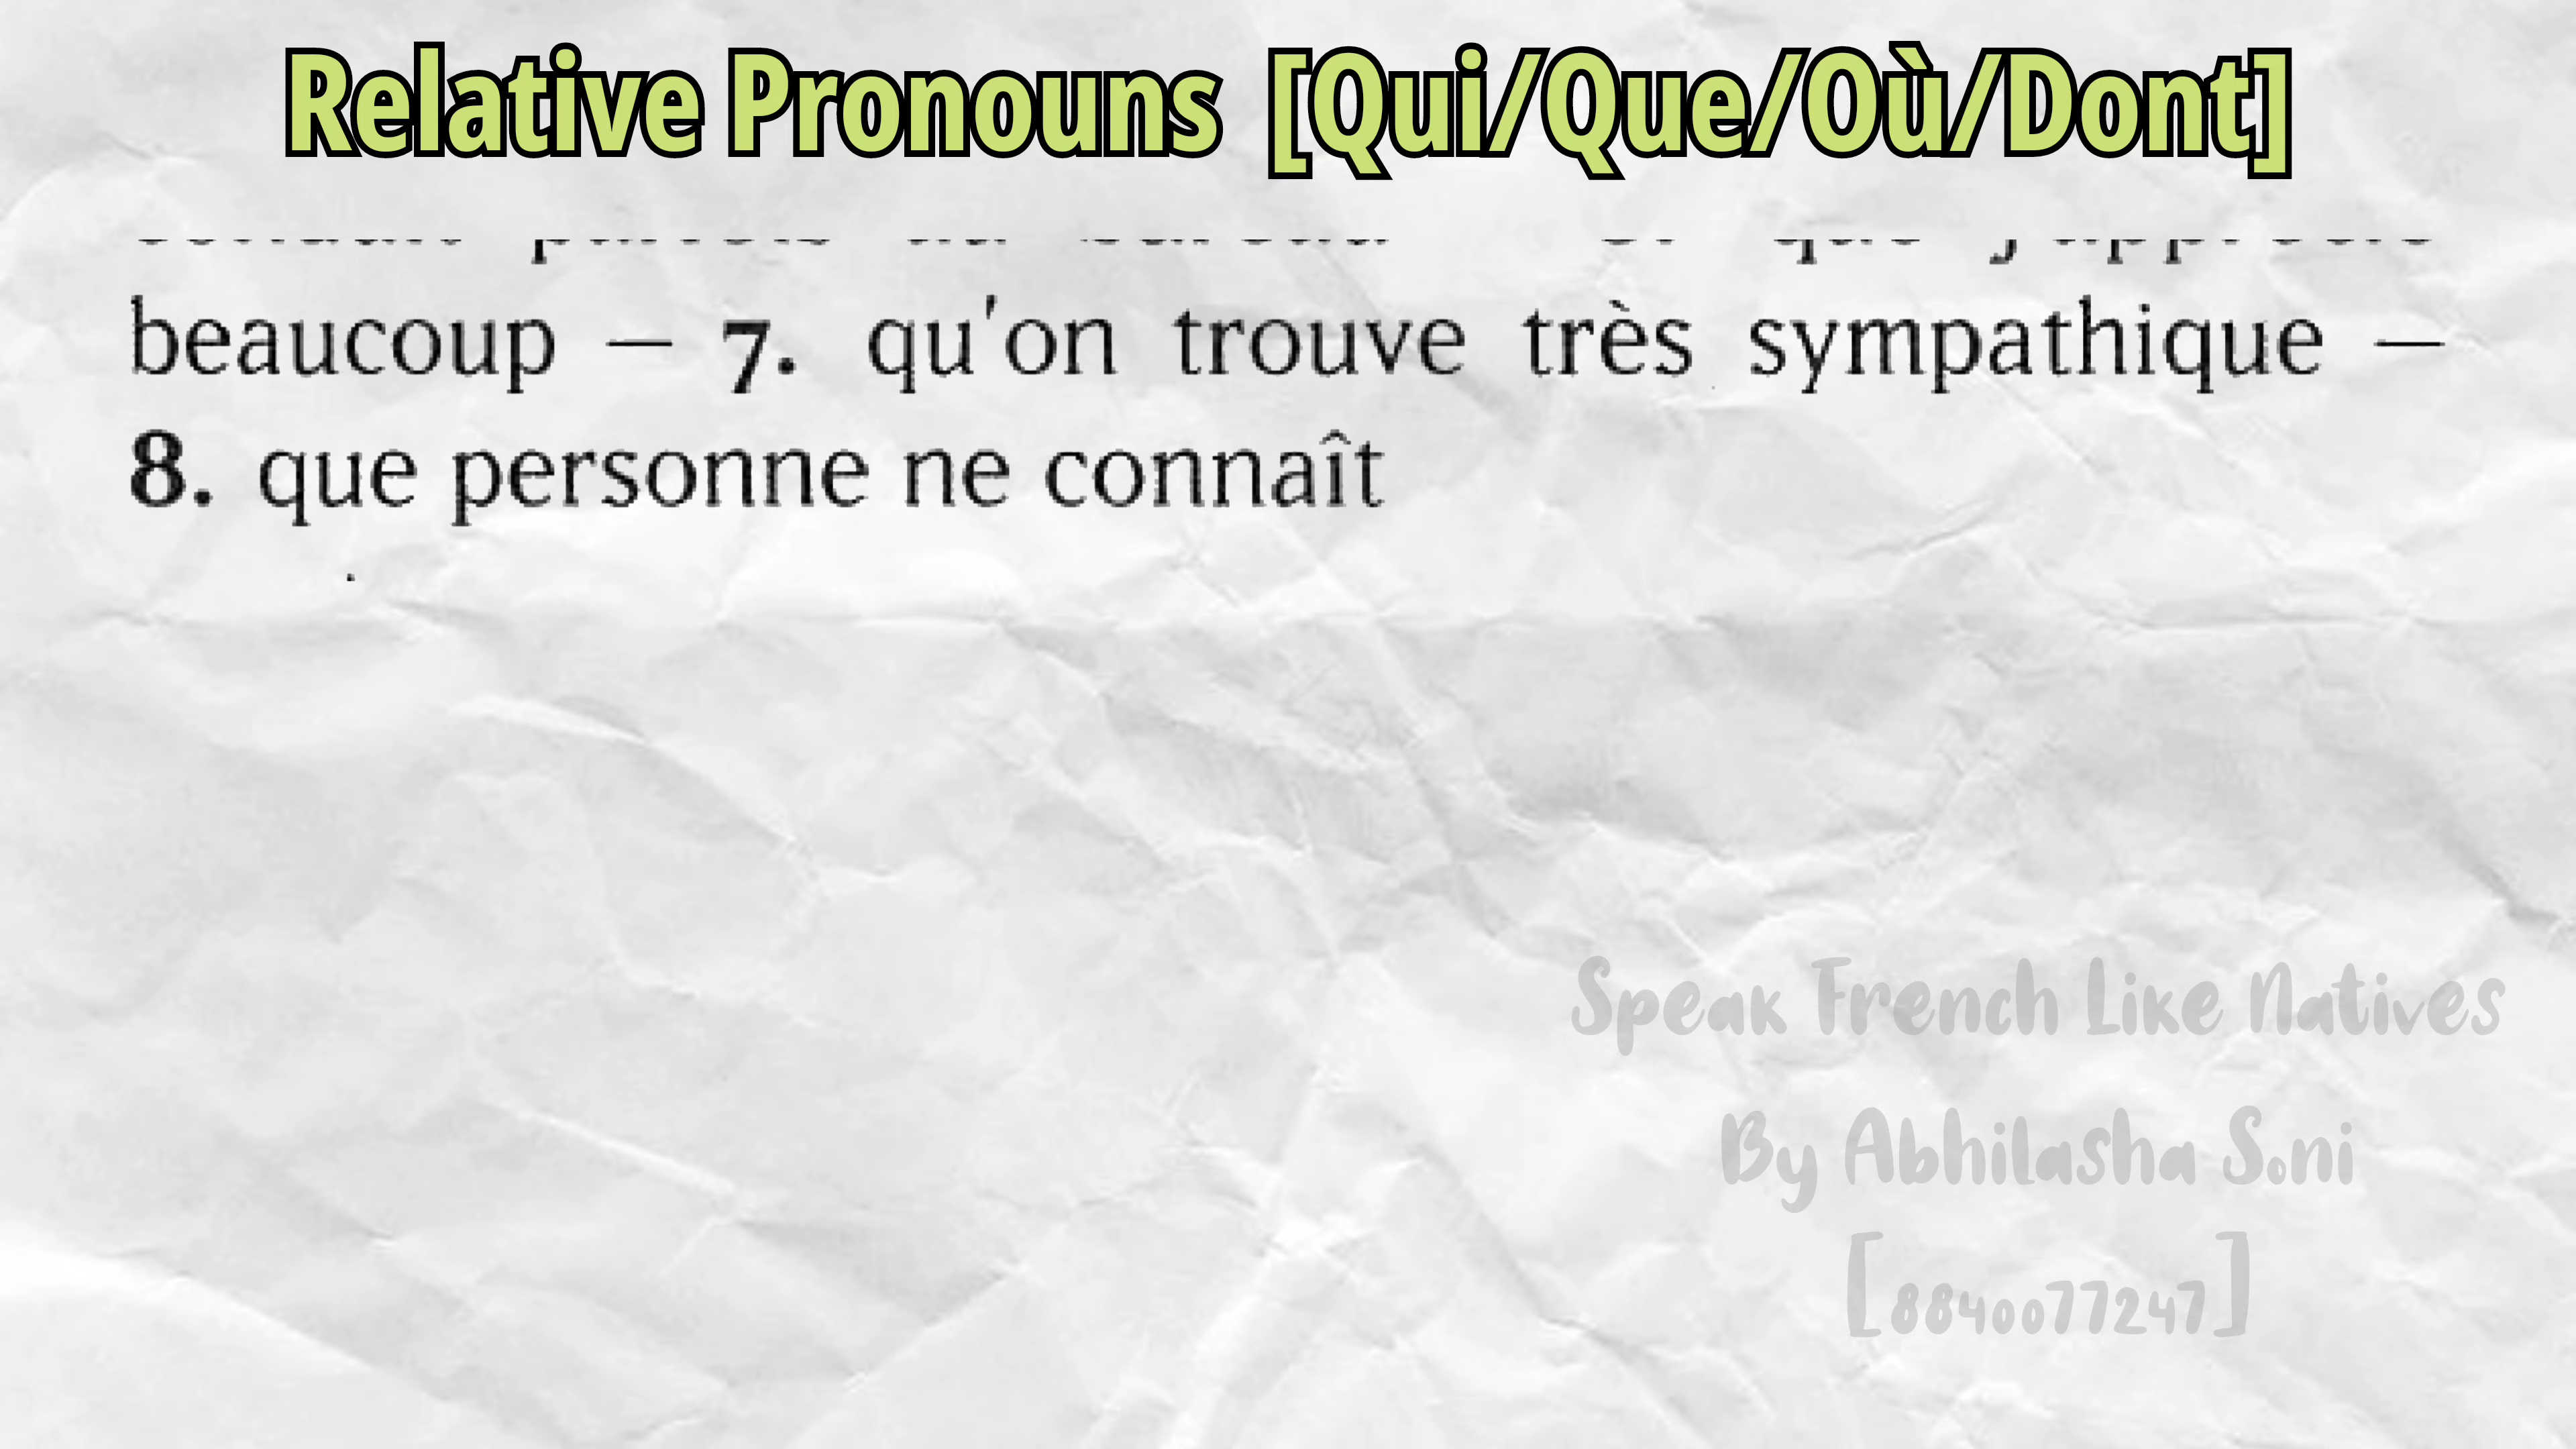 Relative Pronouns [Qui/Que/Où/Dont]
beaucoup – 7. qu'on trouve très sympathique –
8. que personne ne connaît
Speak French Like Natives
By Abhilasha Soni
[8840077247]